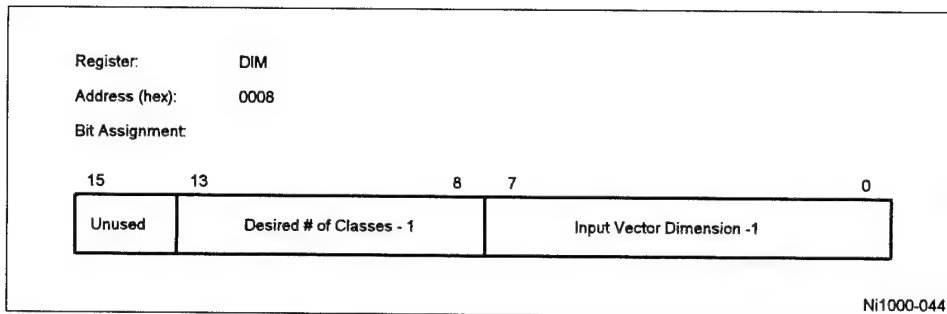 Register: DIM
Address (hex): 0008
Bit Assignment:
15 13 8 7 0
Unused Desired # of Classes - 1 Input Vector Dimension -1
Ni1000-044